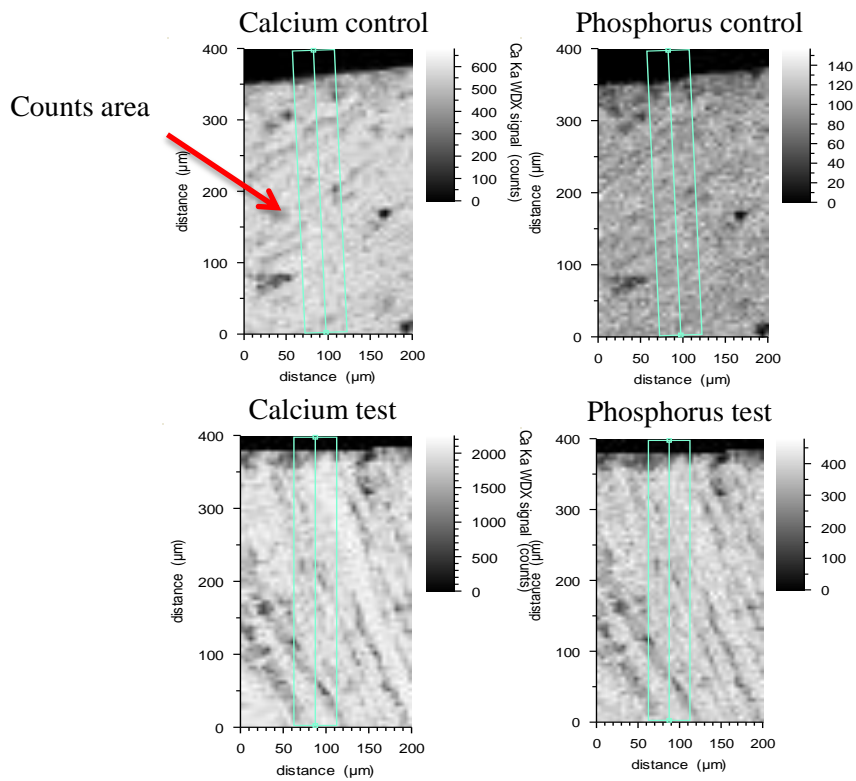 Calcium control
Phosphorus control
Counts area
400
300
200
100
0
distance (µm)
0 50 100 150 200
distance (µm)
600
500
400
300
200
100
0
Ca Ka WDX signal (counts)
400
300
200
100
0
distance (µm)
0 50 100 150 200
distance (µm)
140
120
100
80
60
40
20
0
Calcium test
Phosphorus test
400
300
200
100
0
distance (µm)
0 50 100 150 200
distance (µm)
2000
1500
1000
500
0
Ca Ka WDX signal (counts)
400
300
200
100
0
distance (µm)
0 50 100 150 200
distance (µm)
400
300
200
100
0